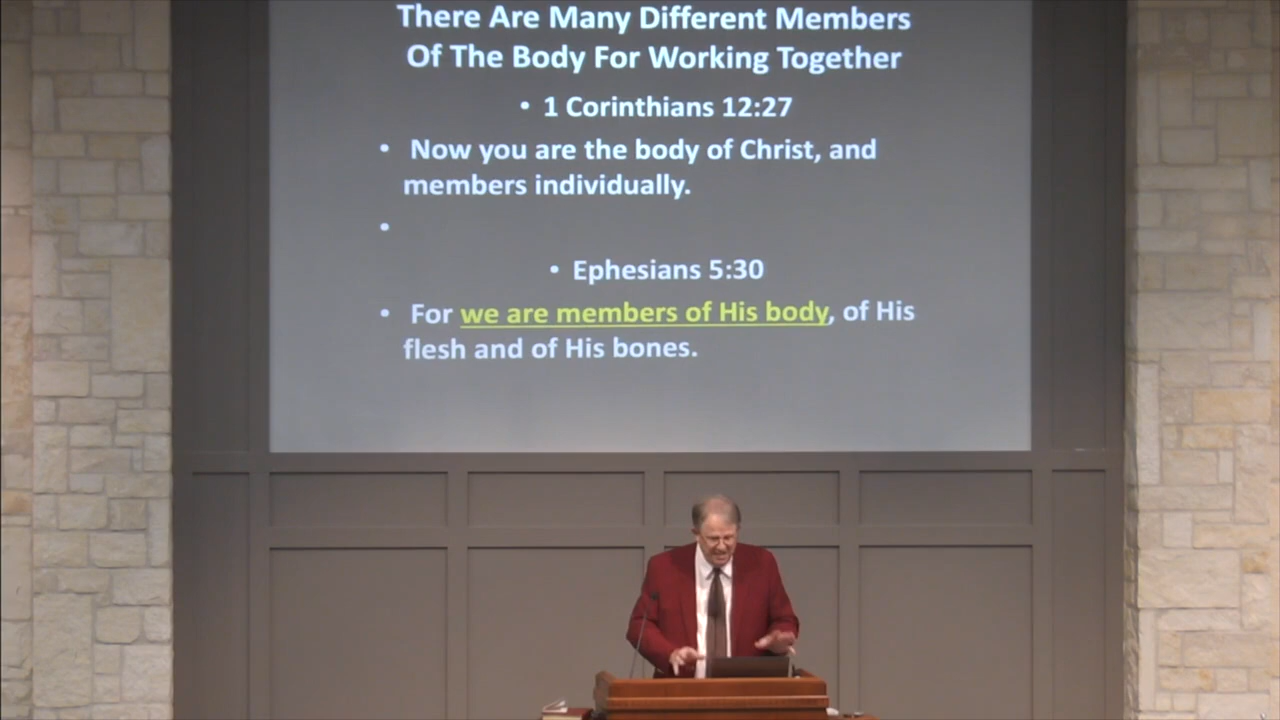 There Are Many Different Members
Of The Body For Working Together
• 1 Corinthians 12:27
• Now you are the body of Christ, and
members individually.
•
• Ephesians 5:30
• For we are members of His body, of His
flesh and of His bones.